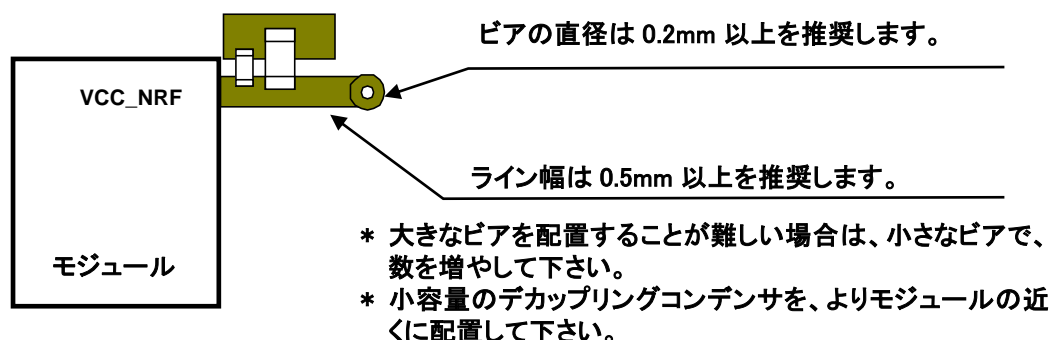 ビアの直径は 0.2mm 以上を推奨します。
VCC_NRF
ライン幅は 0.5mm 以上を推奨します。
モジュール
* 大きなビアを配置することが難しい場合は、小さなビアで、
数を増やして下さい。
* 小容量のデカップリングコンデンサを、よりモジュールの近
くに配置して下さい。